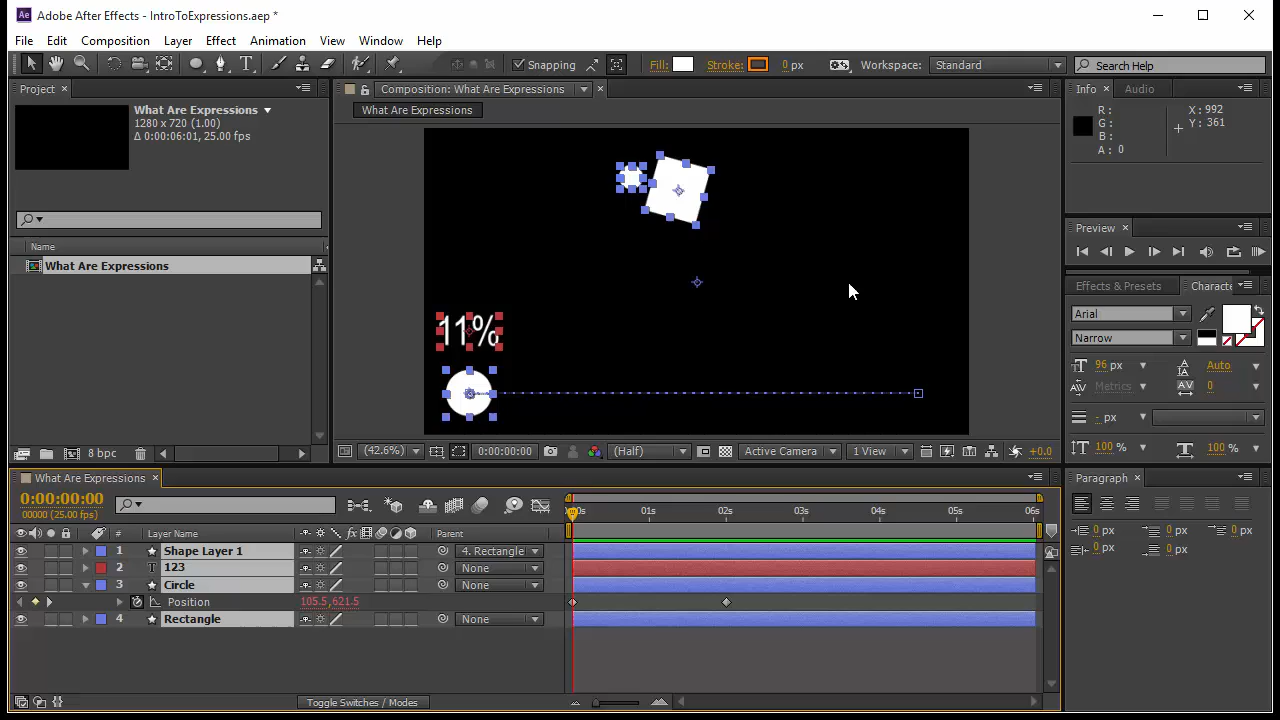 Adobe After Effects - IntroToExpressions.aep *
File Edit Composition Layer Effect Animation View Window Help
Snapping Fill: Stroke: 0 px Workspace: Standard Search Help
Project
What Are Expressions
1280 x 720 (1.00)
Δ 0:00:06:01, 25.00 fps
Name
What Are Expressions
8 bpc
Composition: What Are Expressions
What Are Expressions
11%
(42.6%) 0:00:00:00 (Half) Active Camera 1 View +0.0
Info Audio
R: X: 992
G: Y: 361
B:
A: 0
Preview
Effects & Presets Characte
Arial
Narrow
96 px Auto
Metrics 0
- px
100 % 100 %
Paragraph
0 px 0 px 0 px
0 px 0 px
What Are Expressions
0:00:00:00
00000 (25.00 fps)
# Layer Name Parent
00s 01s 02s 03s 04s 05s 06s
1 Shape Layer 1 4. Rectangle
2 T 123 None
3 Circle None
Position 105.5,621.5
4 Rectangle None
Toggle Switches / Modes